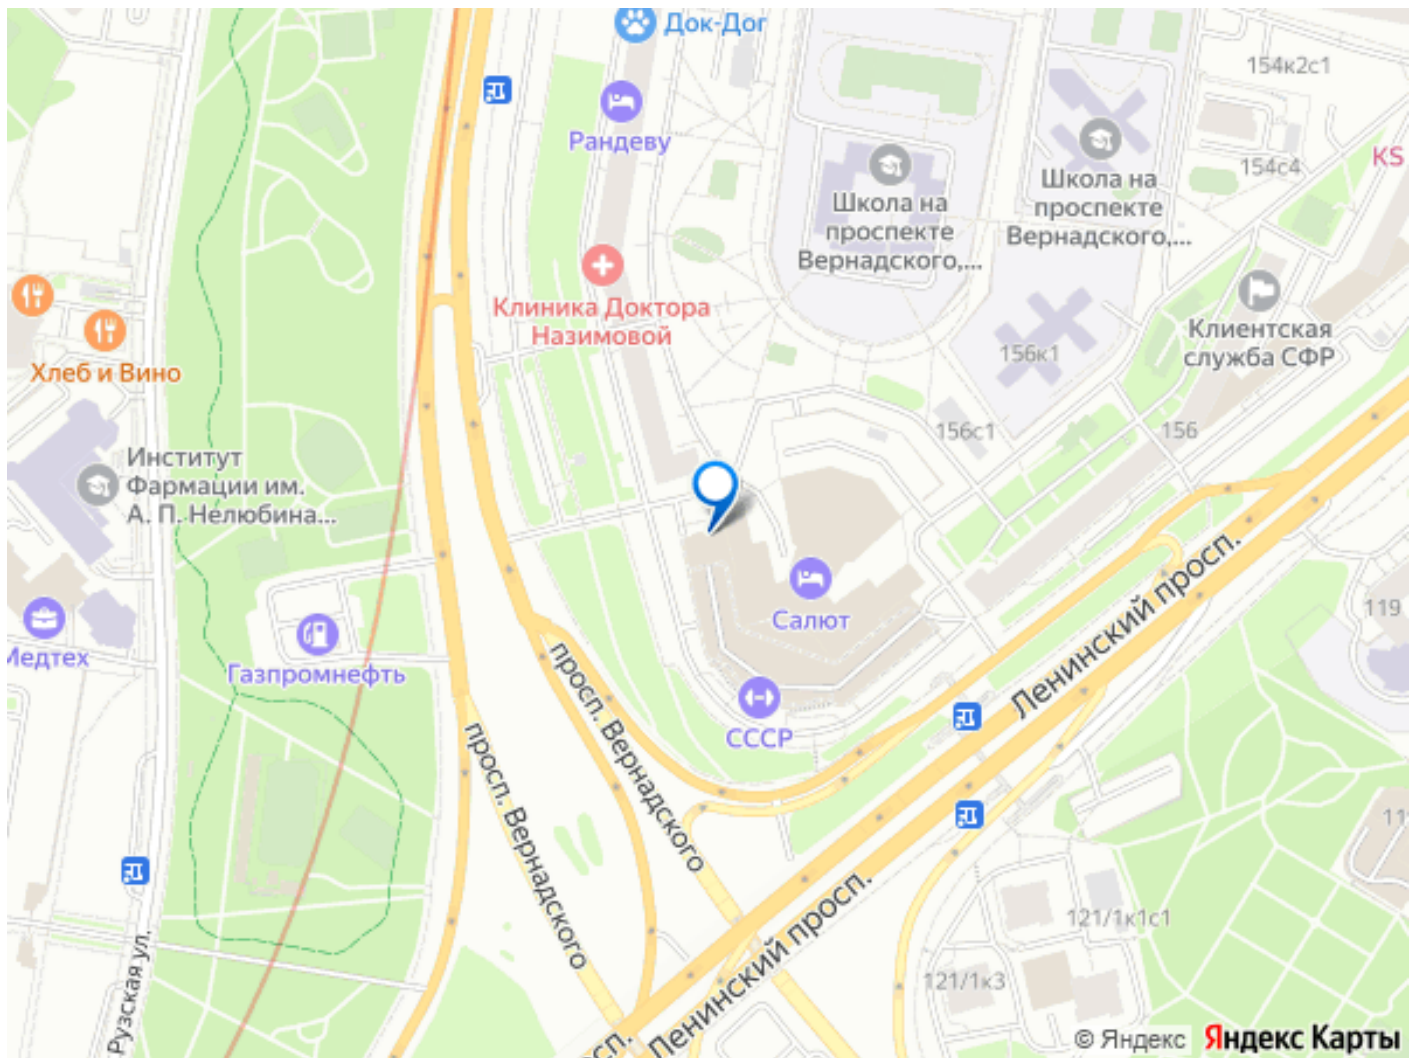 Док-Дог
154к2с1
Рандеву
154с4
KS
Школа на
проспекте
Вернадского,...
Школа на
проспекте
Вернадского,...
Клиника Доктора
Назимовой
Клиентская
служба СФР
Хлеб и Вино
156к1
156с1
156
Институт
Фармации им.
А. П. Нелюбина...
Салют
Ленинский просп.
119
Медтех
Газпромнефть
СССР
просп. Вернадского
просп. Вернадского
Ленинский просп.
121/1к1с1
121/1к3
Рузская ул.
© Яндекс Яндекс Карты